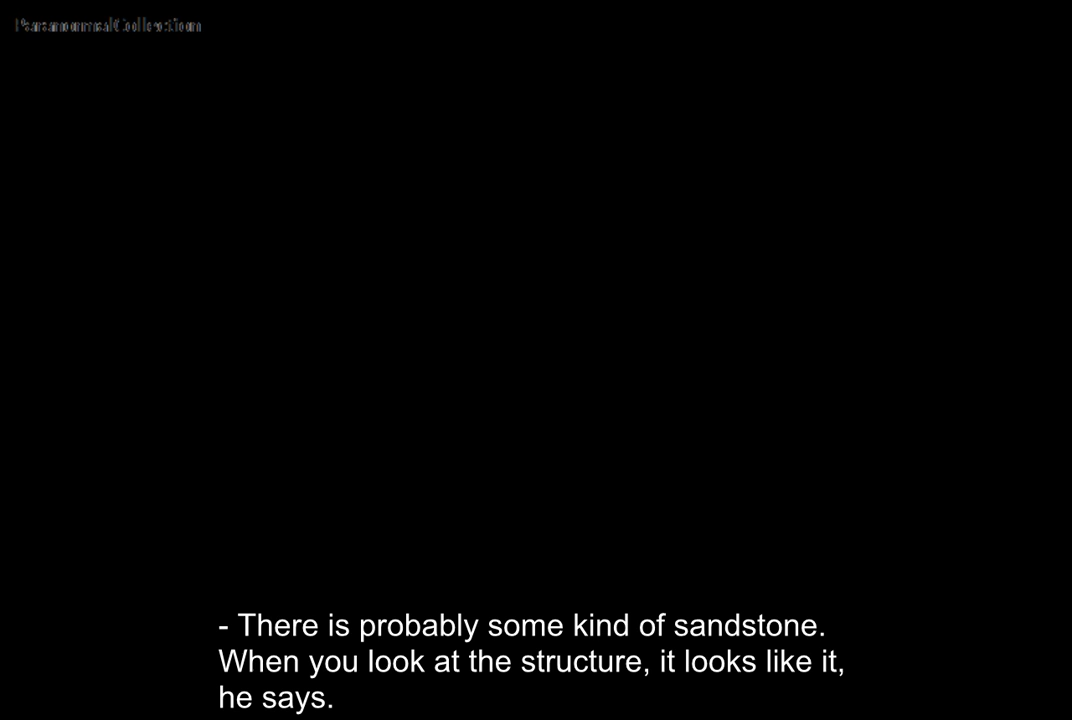 ParanormalCollection
- There is probably some kind of sandstone.
When you look at the structure, it looks like it,
he says.